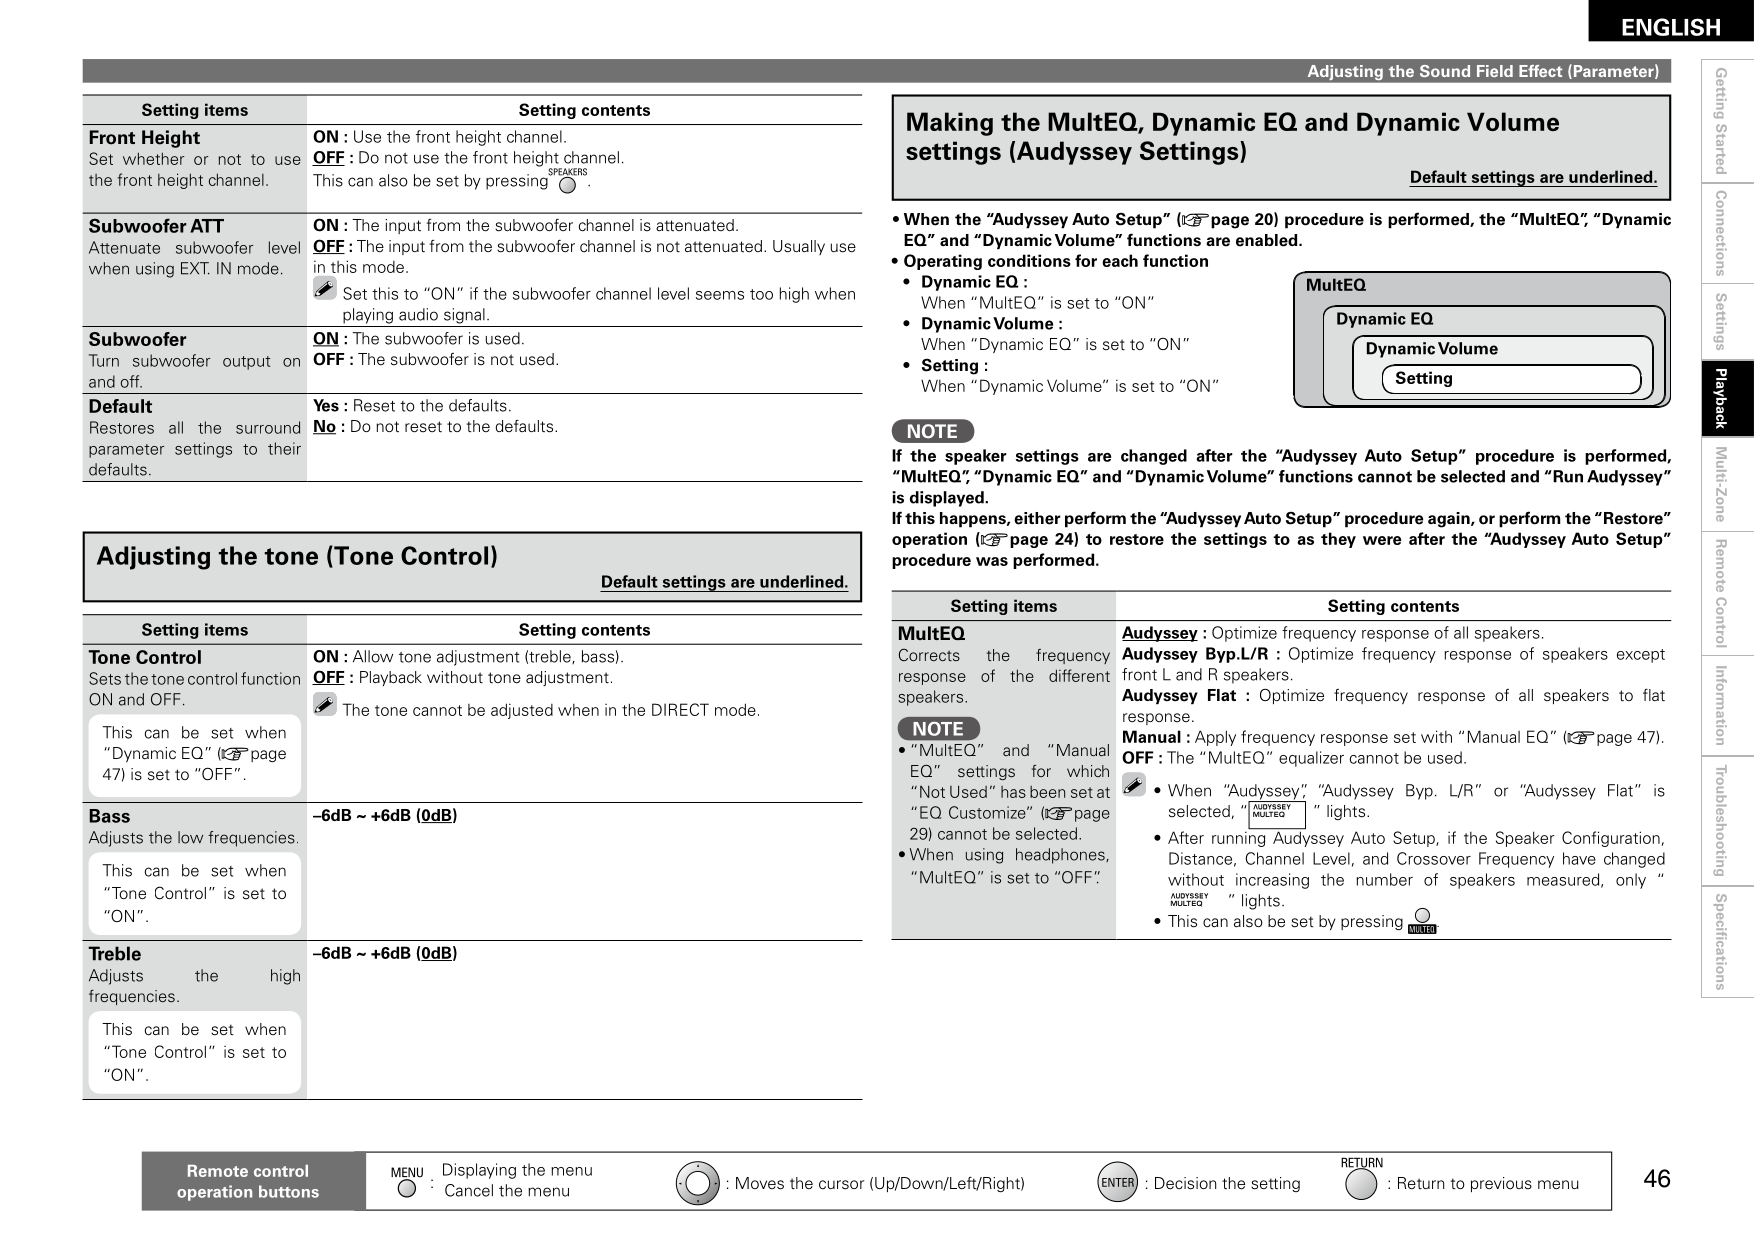 ENGLISH
Adjusting the Sound Field Effect (Parameter)
Setting items
Setting contents
Front Height
Set whether or not to use
the front height channel.
ON : Use the front height channel.
OFF : Do not use the front height channel.
SPEAKERS
This can also be set by pressing .
Subwoofer ATT
Attenuate subwoofer level
when using EXT. IN mode.
ON : The input from the subwoofer channel is attenuated.
OFF : The input from the subwoofer channel is not attenuated. Usually use
in this mode.
Set this to “ON” if the subwoofer channel level seems too high when
playing audio signal.
Subwoofer
Turn subwoofer output on
and off.
ON : The subwoofer is used.
OFF : The subwoofer is not used.
Default
Restores all the surround
parameter settings to their
defaults.
Yes : Reset to the defaults.
No : Do not reset to the defaults.
Adjusting the tone (Tone Control)
Default settings are underlined.
Setting items
Setting contents
Tone Control
Sets the tone control function
ON and OFF.
This can be set when
“Dynamic EQ” (☞page
47) is set to “OFF”.
ON : Allow tone adjustment (treble, bass).
OFF : Playback without tone adjustment.
The tone cannot be adjusted when in the DIRECT mode.
Bass
Adjusts the low frequencies.
This can be set when
“Tone Control” is set to
“ON”.
–6dB ~ +6dB (0dB)
Treble
Adjusts the high
frequencies.
This can be set when
“Tone Control” is set to
“ON”.
–6dB ~ +6dB (0dB)
Making the MultEQ, Dynamic EQ and Dynamic Volume
settings (Audyssey Settings)
Default settings are underlined.
• When the “Audyssey Auto Setup” (☞page 20) procedure is performed, the “MultEQ”, “Dynamic
EQ” and “Dynamic Volume” functions are enabled.
• Operating conditions for each function
• Dynamic EQ :
When “MultEQ” is set to “ON”
• Dynamic Volume :
When “Dynamic EQ” is set to “ON”
• Setting :
When “Dynamic Volume” is set to “ON”
MultEQ
Dynamic EQ
Dynamic Volume
Setting
NOTE
If the speaker settings are changed after the “Audyssey Auto Setup” procedure is performed,
“MultEQ”, “Dynamic EQ” and “Dynamic Volume” functions cannot be selected and “Run Audyssey”
is displayed.
If this happens, either perform the “Audyssey Auto Setup” procedure again, or perform the “Restore”
operation (☞page 24) to restore the settings to as they were after the “Audyssey Auto Setup”
procedure was performed.
Setting items
Setting contents
MultEQ
Corrects the frequency
response of the different
speakers.
NOTE
• “MultEQ” and “Manual
EQ” settings for which
“Not Used” has been set at
“EQ Customize” (☞page
29) cannot be selected.
• When using headphones,
“MultEQ” is set to “OFF”.
Audyssey : Optimize frequency response of all speakers.
Audyssey Byp.L/R : Optimize frequency response of speakers except
front L and R speakers.
Audyssey Flat : Optimize frequency response of all speakers to flat
response.
Manual : Apply frequency response set with “Manual EQ” (☞page 47).
OFF : The “MultEQ” equalizer cannot be used.
• When “Audyssey”, “Audyssey Byp. L/R” or “Audyssey Flat” is
selected, “ AUDYSSEY MULTEQ ” lights.
• After running Audyssey Auto Setup, if the Speaker Configuration,
Distance, Channel Level, and Crossover Frequency have changed
without increasing the number of speakers measured, only “
AUDYSSEY MULTEQ ” lights.
• This can also be set by pressing MULTEQ.
Getting Started
Connections
Settings
Playback
Multi-Zone
Remote Control
Information
Troubleshooting
Specifications
Remote control
operation buttons
MENU : Displaying the menu
Cancel the menu
: Moves the cursor (Up/Down/Left/Right)
ENTER : Decision the setting
RETURN : Return to previous menu
46